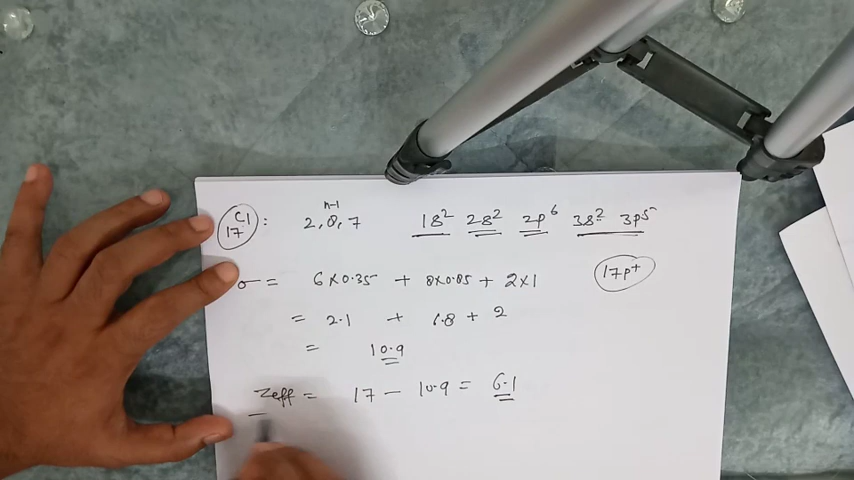 n-1
Cl 17 : 2, 8, 7 1s² 2s² 2p⁶ 3s² 3p⁵
σ = 6×0.35 + 8×0.85 + 2×1 17p⁺
= 2.1 + 6.8 + 2
= 10.9
Zeff = 17 - 10.9 = 6.1